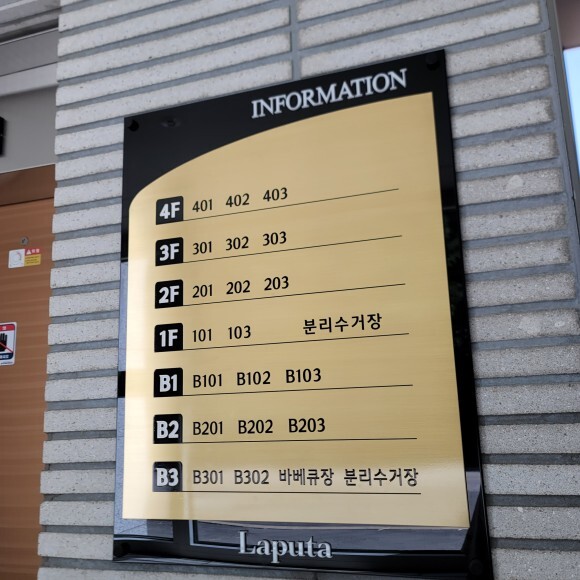 INFORMATION
4F 401 402 403
3F 301 302 303
2F 201 202 203
1F 101 103 분리수거장
B1 B101 B102 B103
B2 B201 B202 B203
B3 B301 B302 바베큐장 분리수거장
Laputa